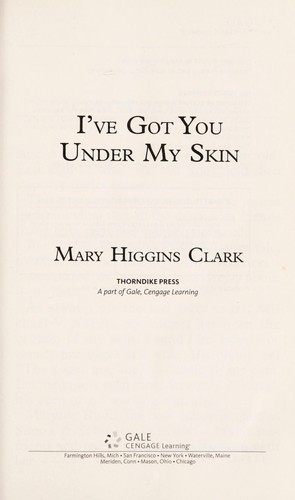 I'VE GOT YOU
UNDER MY SKIN
MARY HIGGINS CLARK
THORNDIKE PRESS
A part of Gale, Cengage Learning
GALE
CENGAGE Learning®
Farmington Hills, Mich • San Francisco • New York • Waterville, Maine
Meriden, Conn • Mason, Ohio • Chicago